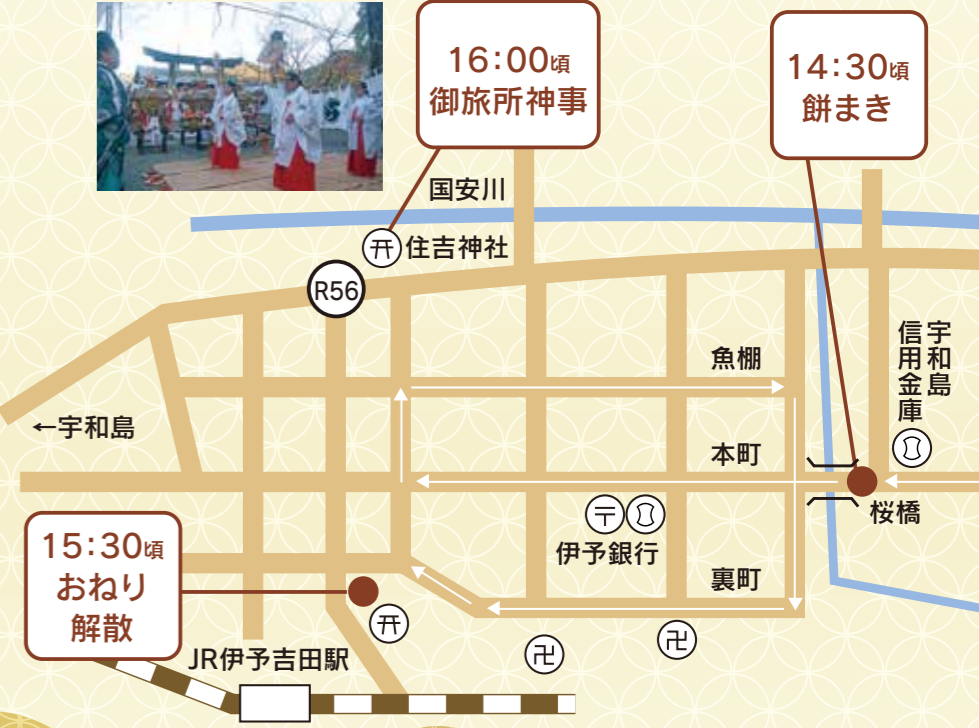 16:00頃
御旅所神事
14:30頃
餅まき
国安川
住吉神社
R56
宇和島
信用金庫
魚棚
←宇和島
本町
桜橋
伊予銀行
15:30頃
おねり
解散
裏町
JR伊予吉田駅